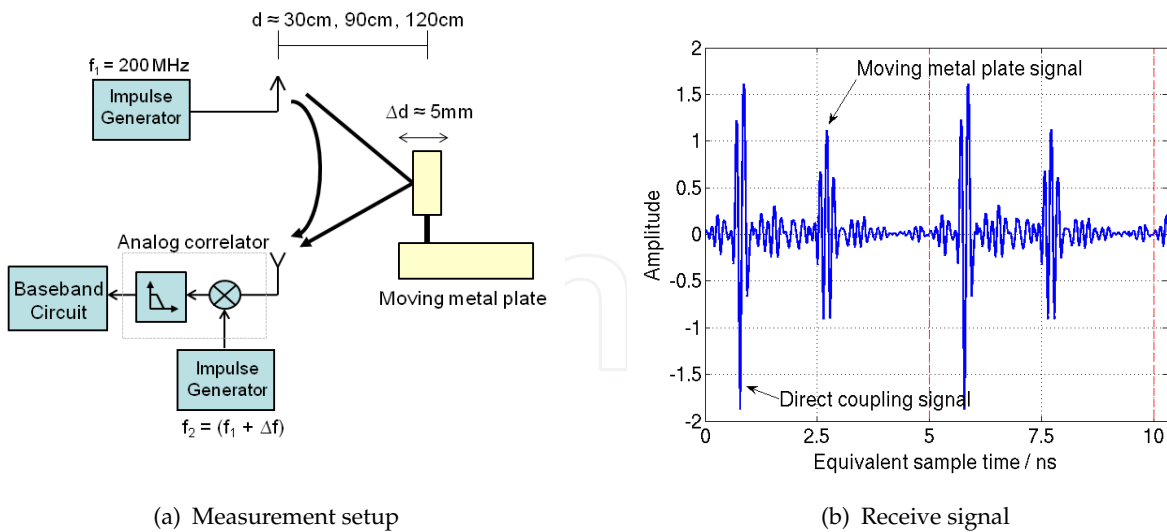 d ≈ 30cm, 90cm, 120cm
f₁ = 200 MHz
Impulse
Generator
Δd ≈ 5mm
Analog correlator
Baseband
Circuit
Moving metal plate
Impulse
Generator
f₂ = (f₁ + Δf)
(a) Measurement setup
2
1.5
1
0.5
0
-0.5
-1
-1.5
-2
Amplitude
Moving metal plate signal
Direct coupling signal
0 2.5 5 7.5 10
Equivalent sample time / ns
(b) Receive signal